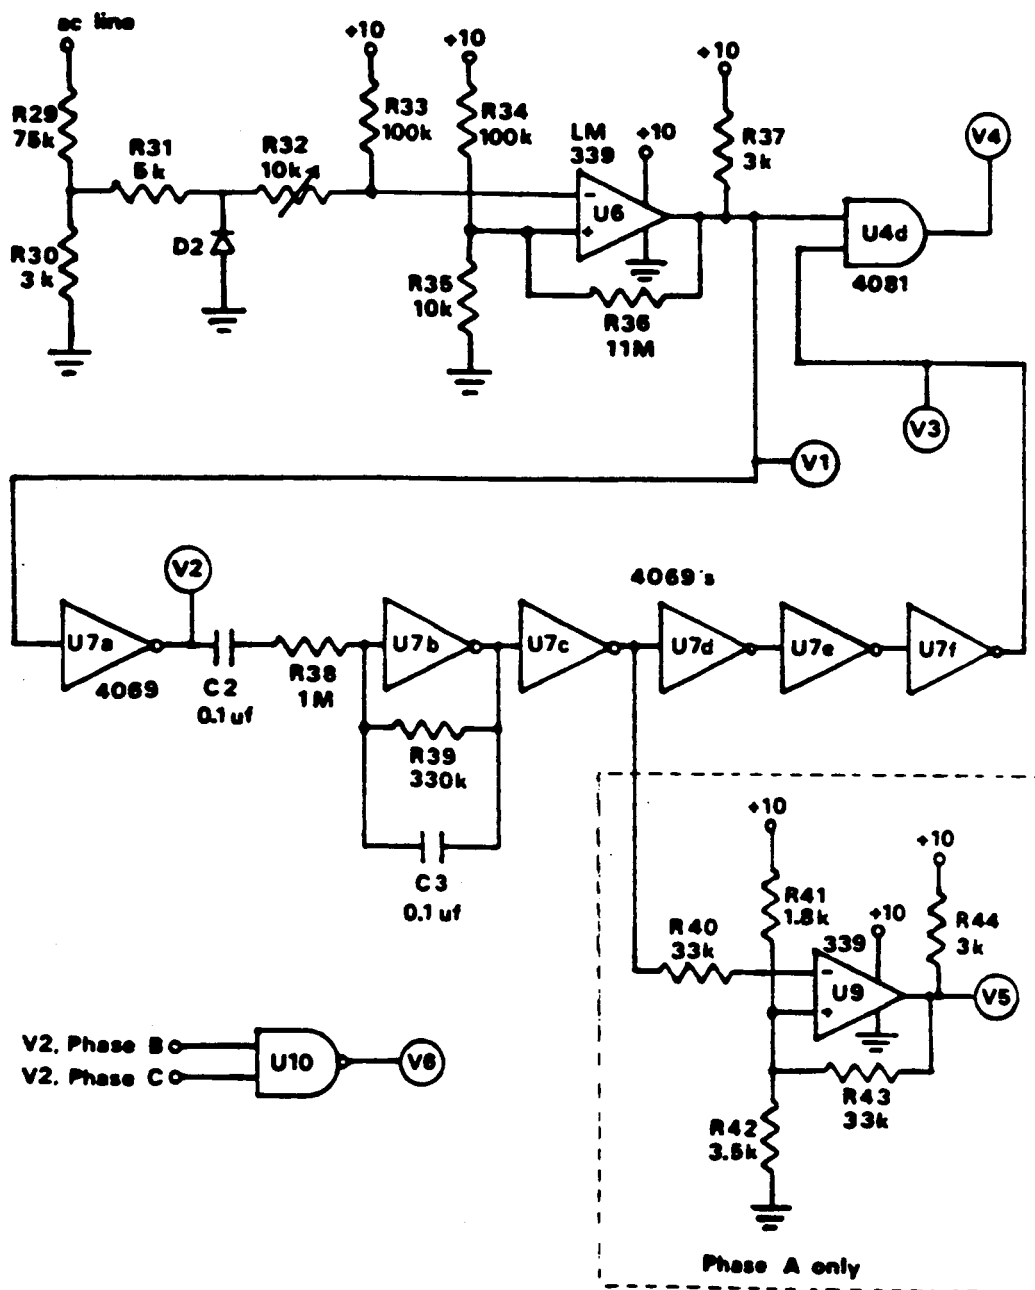 ac line
+10
+10
+10
R29
75k
R33
100k
R34
100k
LM
339
+10
R37
3k
V4
R31
5k
R32
10k
-
U6
+
U4d
4081
R30
3k
D2
R35
10k
R36
11M
V3
V1
V2
4069's
U7a
4069
C2
0.1 uf
R38
1M
U7b
U7c
U7d
U7e
U7f
R39
330k
C3
0.1 uf
+10
+10
R41
1.8k
+10
R44
3k
R40
33k
339
-
U9
+
V5
R43
33k
R42
3.5k
V2, Phase B
V2, Phase C
U10
V6
Phase A only